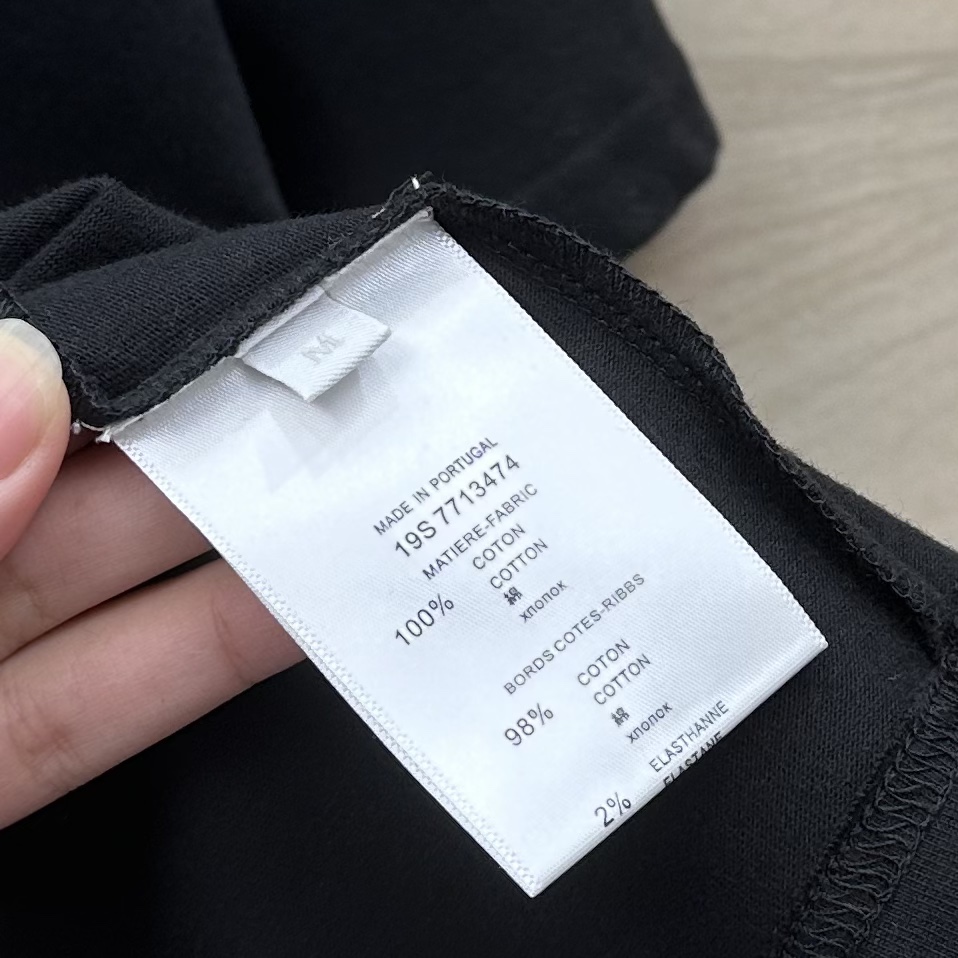 M
MADE IN PORTUGAL
19S 7713474
MATIERE-FABRIC
100% COTON
COTTON
綿
хлопок
BORDS COTES-RIBBS
98% COTON
COTTON
綿
хлопок
2% ELASTHANNE
ELASTANE